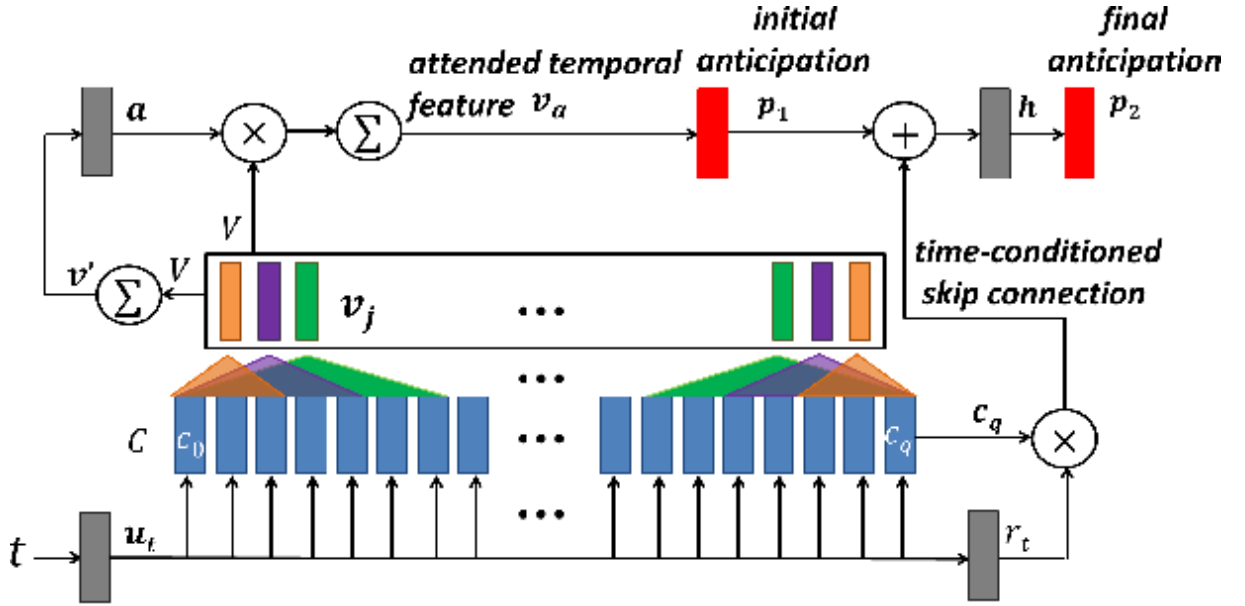 initial
anticipation
final
anticipation
attended temporal
feature v_a
a
×
∑
p_1
+
h
p_2
V
v'
∑
V
v_j
...
time-conditioned
skip connection
...
C
c_0
...
c_q
c_q
×
...
t
u_t
r_t